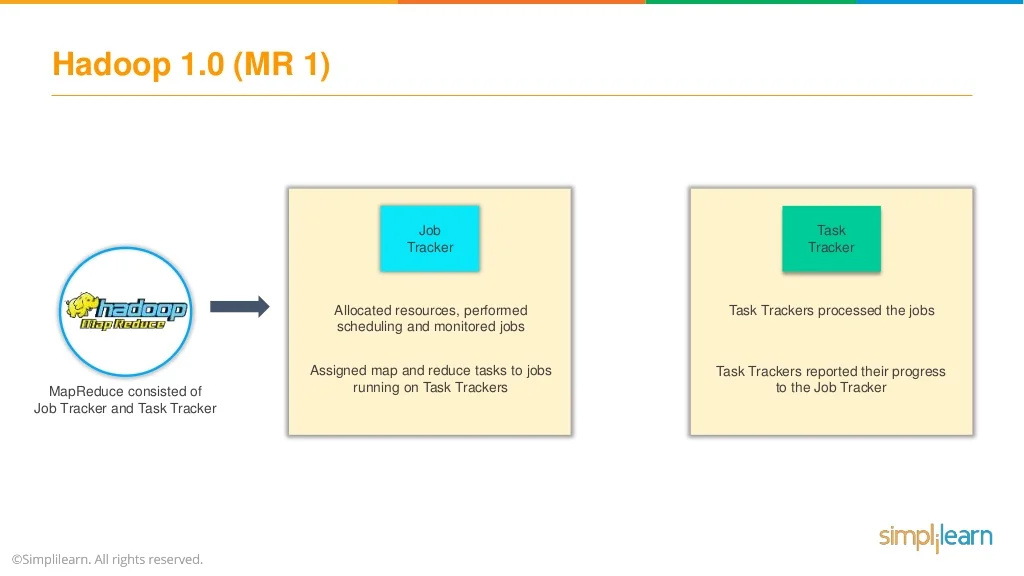 Hadoop 1.0 (MR 1)
Job
Tracker
Allocated resources, performed
scheduling and monitored jobs
Assigned map and reduce tasks to jobs
running on Task Trackers
Task
Tracker
Task Trackers processed the jobs
Task Trackers reported their progress
to the Job Tracker
hadoop
Map Reduce
MapReduce consisted of
Job Tracker and Task Tracker
©Simplilearn. All rights reserved.
simplilearn